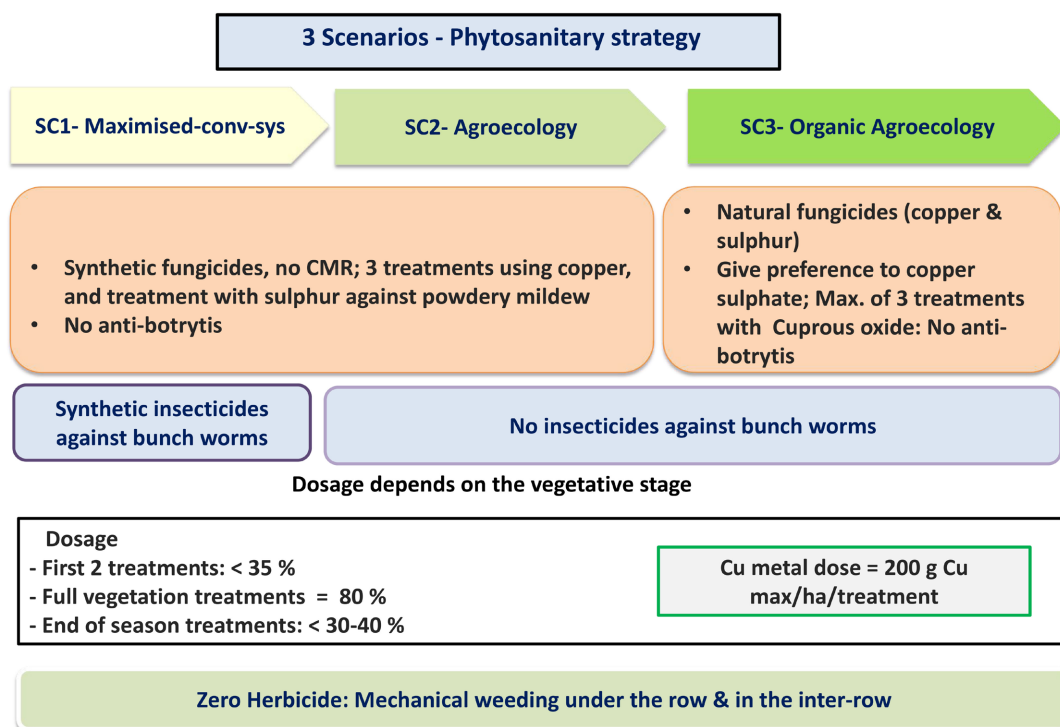 3 Scenarios - Phytosanitary strategy
SC1- Maximised-conv-sys
SC2- Agroecology
SC3- Organic Agroecology
• Synthetic fungicides, no CMR; 3 treatments using copper,
and treatment with sulphur against powdery mildew
• No anti-botrytis
• Natural fungicides (copper &
sulphur)
• Give preference to copper
sulphate; Max. of 3 treatments
with Cuprous oxide: No anti-
botrytis
Synthetic insecticides
against bunch worms
No insecticides against bunch worms
Dosage depends on the vegetative stage
Dosage
- First 2 treatments: < 35 %
- Full vegetation treatments = 80 %
- End of season treatments: < 30-40 %
Cu metal dose = 200 g Cu
max/ha/treatment
Zero Herbicide: Mechanical weeding under the row & in the inter-row